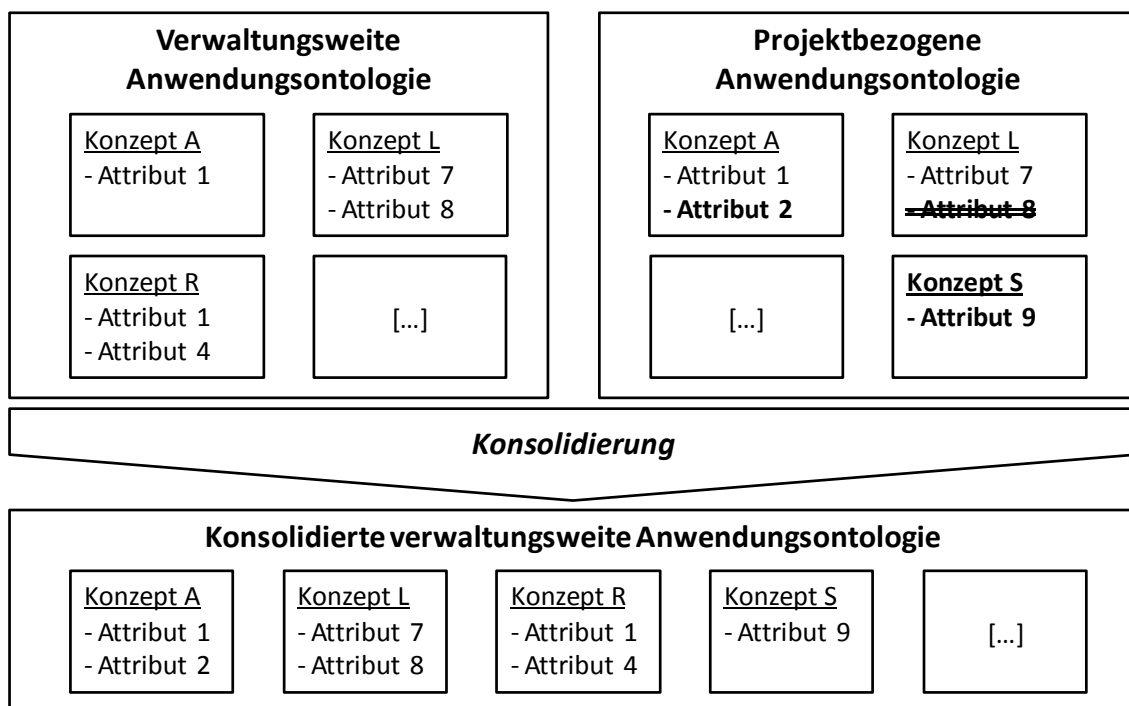 Verwaltungsweite
Anwendungsontologie
Konzept A
- Attribut 1
Konzept L
- Attribut 7
- Attribut 8
Konzept R
- Attribut 1
- Attribut 4
[...]
Projektbezogene
Anwendungsontologie
Konzept A
- Attribut 1
- Attribut 2
Konzept L
- Attribut 7
- Attribut 8
[...]
Konzept S
- Attribut 9
Konsolidierung
Konsolidierte verwaltungsweite Anwendungsontologie
Konzept A
- Attribut 1
- Attribut 2
Konzept L
- Attribut 7
- Attribut 8
Konzept R
- Attribut 1
- Attribut 4
Konzept S
- Attribut 9
[...]